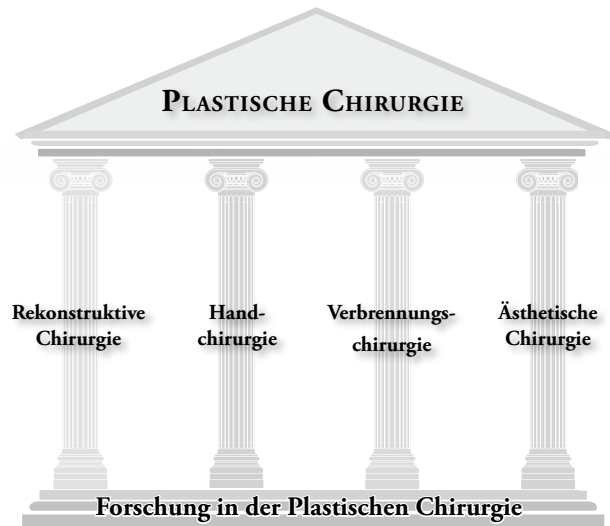 PLASTISCHE CHIRURGIE
Rekonstruktive
Chirurgie
Hand-
chirurgie
Verbrennungs-
chirurgie
Ästhetische
Chirurgie
Forschung in der Plastischen Chirurgie